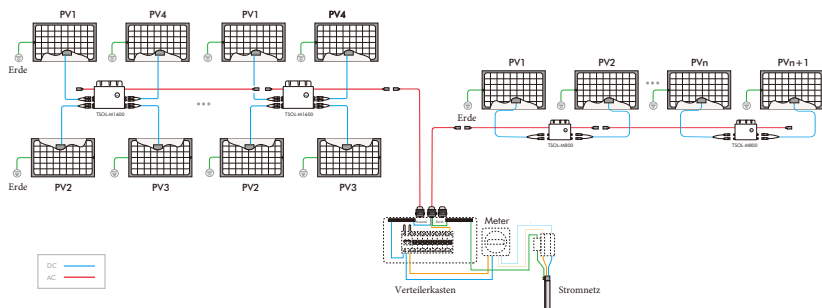 PV1 PV4 PV1 PV4
Erde
TSOL-M1600 ... TSOL-M1600
Erde
PV2 PV3 PV2 PV3
PV1 PV2 ... PVn PVn+1
Erde
TSOL-M800 TSOL-M800
Meter
DC
AC
Verteilerkasten
Stromnetz